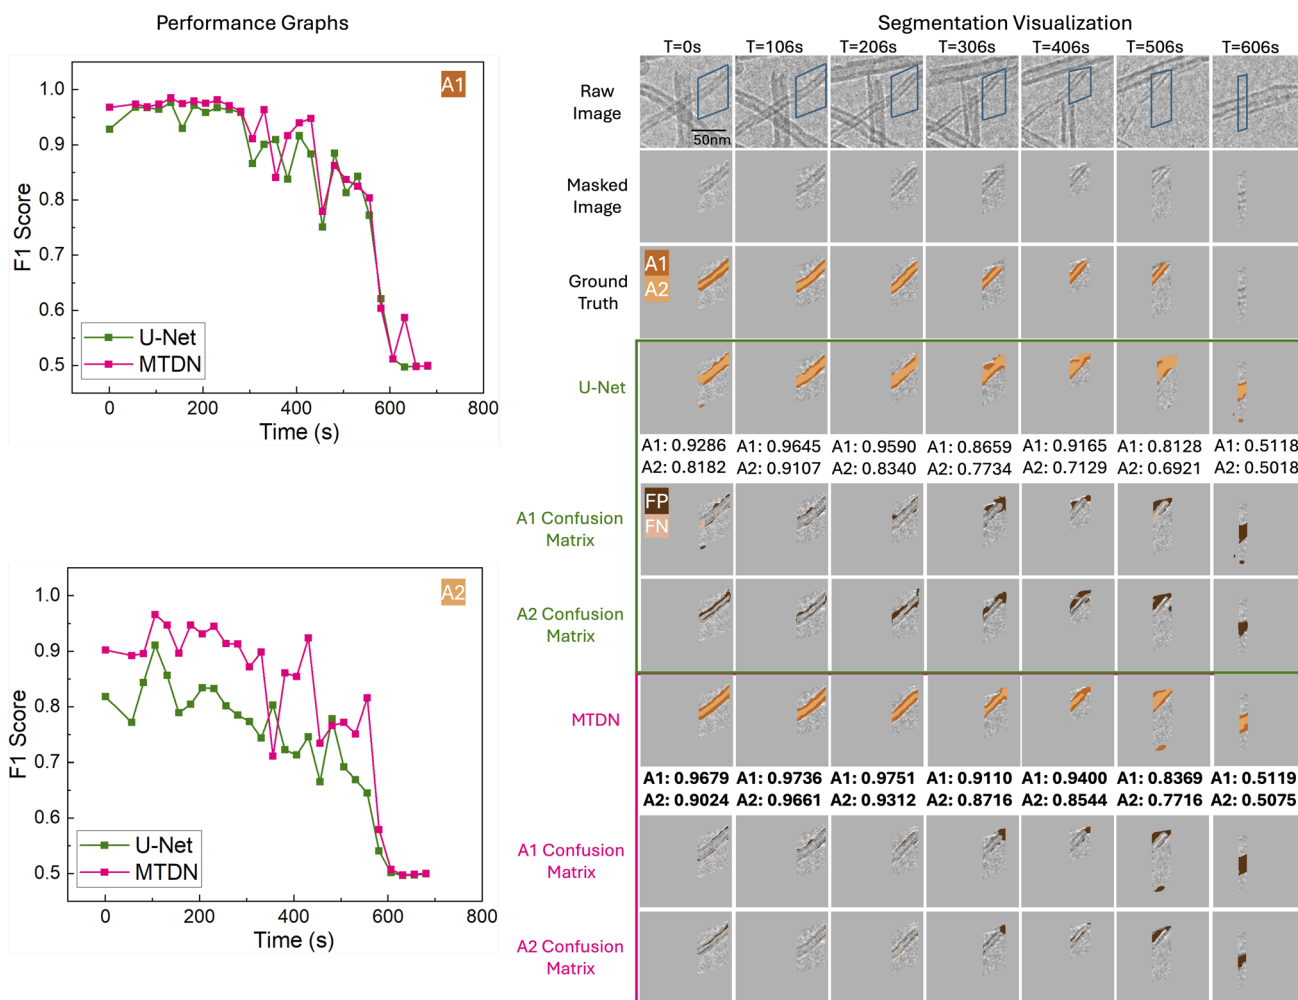 Performance Graphs
A1
1.0
0.9
0.8
0.7
0.6
0.5
F1 Score
U-Net
MTDN
0
200
400
600
800
Time (s)
A2
1.0
0.9
0.8
0.7
0.6
0.5
F1 Score
U-Net
MTDN
0
200
400
600
800
Time (s)
Segmentation Visualization
T=0s T=106s T=206s T=306s T=406s T=506s T=606s
Raw
Image
50nm
Masked
Image
Ground
Truth
A1
A2
U-Net
A1: 0.9286 A1: 0.9645 A1: 0.9590 A1: 0.8659 A1: 0.9165 A1: 0.8128 A1: 0.5118
A2: 0.8182 A2: 0.9107 A2: 0.8340 A2: 0.7734 A2: 0.7129 A2: 0.6921 A2: 0.5018
A1 Confusion
Matrix
FP
FN
A2 Confusion
Matrix
MTDN
A1: 0.9679 A1: 0.9736 A1: 0.9751 A1: 0.9110 A1: 0.9400 A1: 0.8369 A1: 0.5119
A2: 0.9024 A2: 0.9661 A2: 0.9312 A2: 0.8716 A2: 0.8544 A2: 0.7716 A2: 0.5075
A1 Confusion
Matrix
A2 Confusion
Matrix